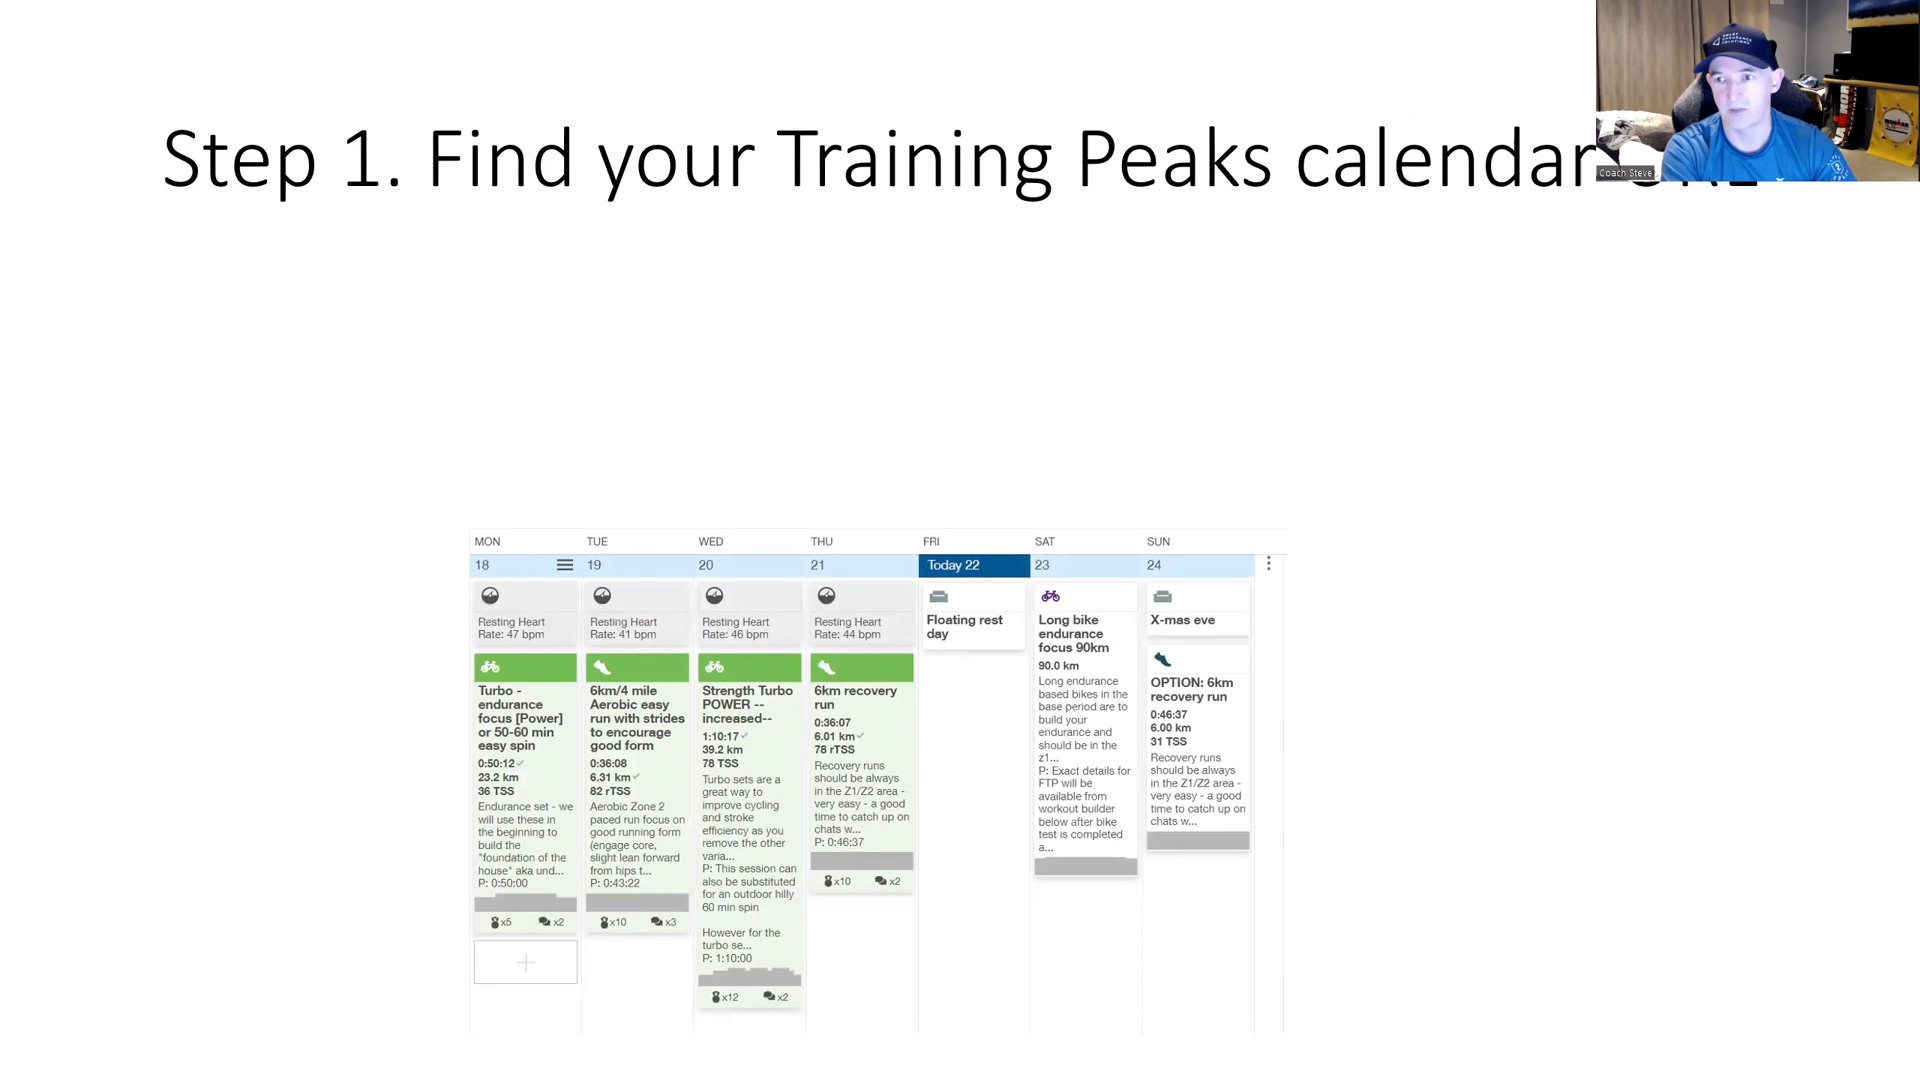 Step 1. Find your Training Peaks calendar
Coach Steve
MON TUE WED THU FRI SAT SUN
18 19 20 21 Today 22 23 24
Resting Heart
Rate: 47 bpm
Turbo -
endurance
focus [Power]
or 50-60 min
easy spin
0:50:12
23.2 km
36 TSS
Endurance set - we
will use these in
the beginning to
build the
"foundation of the
house" aka und...
P: 0:50:00
x5 x2
Resting Heart
Rate: 41 bpm
6km/4 mile
Aerobic easy
run with strides
to encourage
good form
0:36:08
6.31 km
82 rTSS
Aerobic Zone 2
paced run focus on
good running form
(engage core,
slight lean forward
from hips t...
P: 0:43:22
x10 x3
Resting Heart
Rate: 46 bpm
Strength Turbo
POWER --
increased--
1:10:17
39.2 km
78 TSS
Turbo sets are a
great way to
improve cycling
and stroke
efficiency as you
remove the other
varia...
P: This session can
also be substituted
for an outdoor hilly
60 min spin
However for the
turbo se...
P: 1:10:00
x12 x2
Resting Heart
Rate: 44 bpm
6km recovery
run
0:36:07
6.01 km
78 rTSS
Recovery runs
should be always
in the Z1/Z2 area -
very easy - a good
time to catch up on
chats w...
P: 0:46:37
x10 x2
Floating rest
day
Long bike
endurance
focus 90km
90.0 km
Long endurance
based bikes in the
base period are to
build your
endurance and
should be in the
z1...
P: Exact details for
FTP will be
available from
workout builder
below after bike
test is completed
a...
X-mas eve
OPTION: 6km
recovery run
0:46:37
6.00 km
31 TSS
Recovery runs
should be always
in the Z1/Z2 area -
very easy - a good
time to catch up on
chats w...